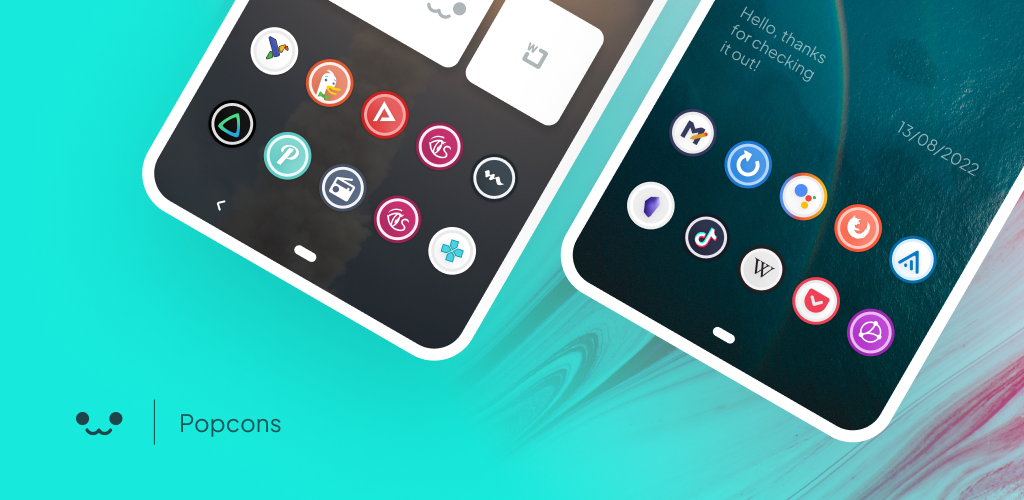 Hello, thanks
for checking
it out!
13/08/2022
W
Popcons